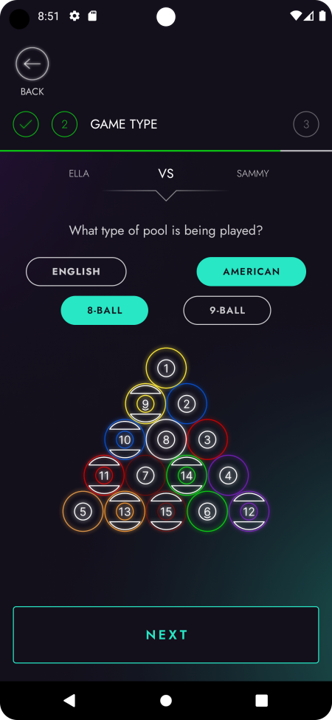 8:51
BACK
2 GAME TYPE 3
ELLA VS SAMMY
What type of pool is being played?
ENGLISH AMERICAN
8-BALL 9-BALL
1
9 2
10 8 3
11 7 14 4
5 13 15 6 12
NEXT